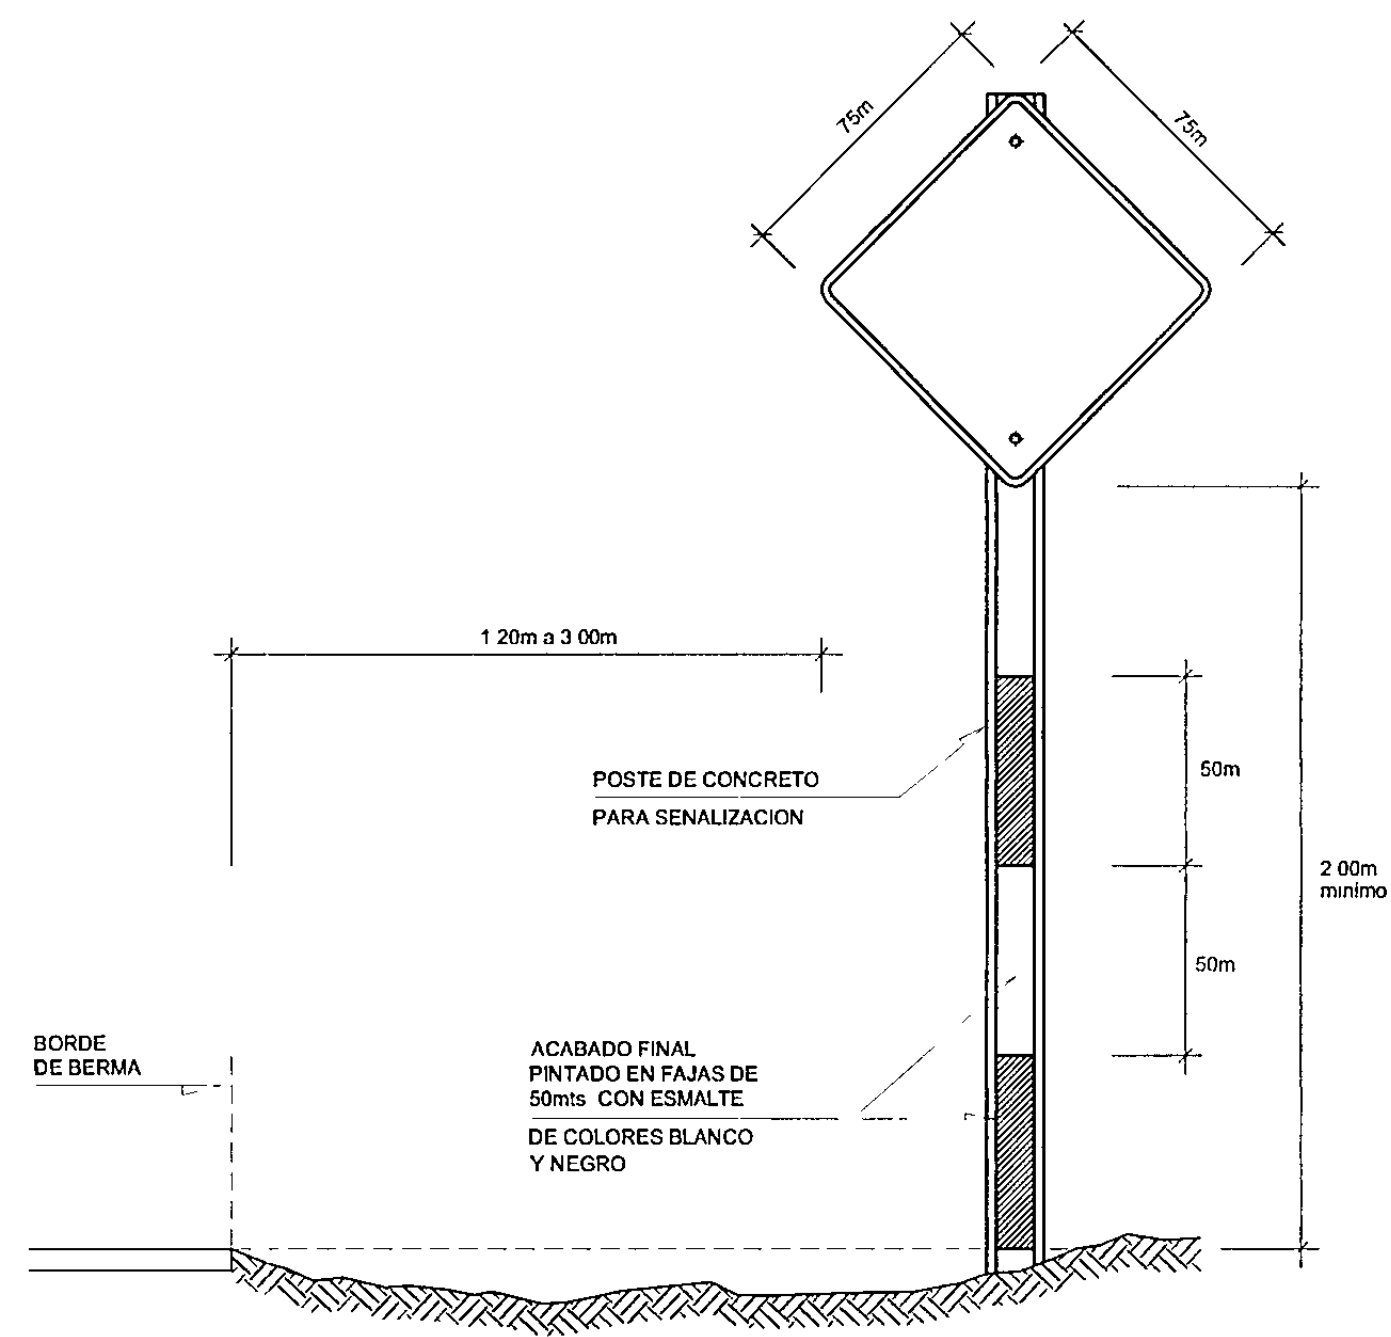 75m
75m
1 20m a 3 00m
POSTE DE CONCRETO
PARA SENALIZACION
50m
2 00m
minímo
50m
BORDE
DE BERMA
ACABADO FINAL
PINTADO EN FAJAS DE
50mts CON ESMALTE
DE COLORES BLANCO
Y NEGRO